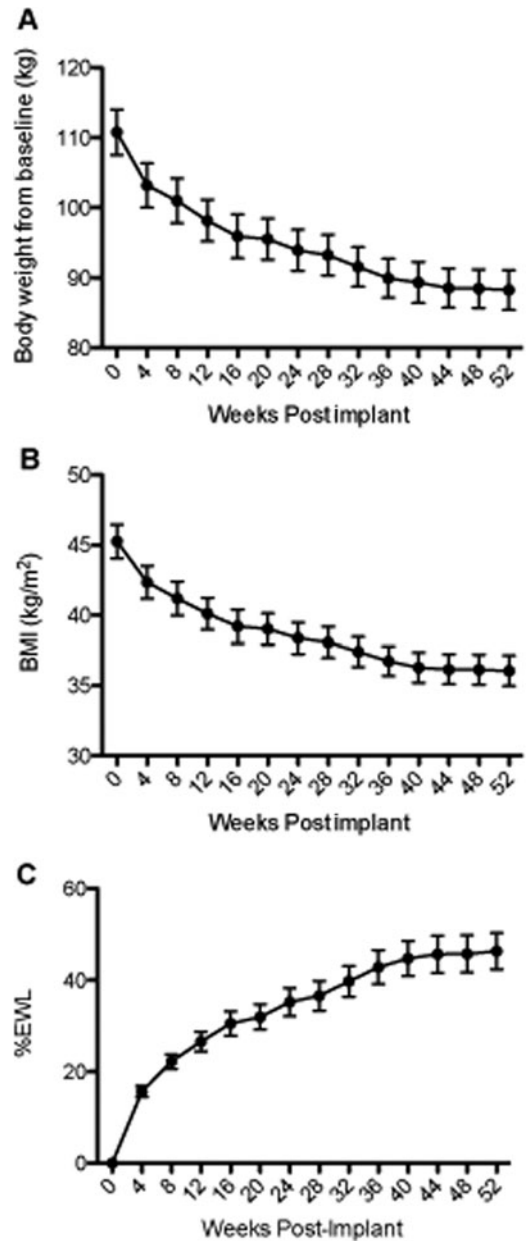 A
Body weight from baseline (kg)
120
110
100
90
80
0 4 8 12 16 20 24 28 32 36 40 44 48 52
Weeks Postimplant
B
BMI (kg/m²)
50
45
40
35
30
0 4 8 12 16 20 24 28 32 36 40 44 48 52
Weeks Postimplant
C
%EWL
60
40
20
0
0 4 8 12 16 20 24 28 32 36 40 44 48 52
Weeks Post-Implant